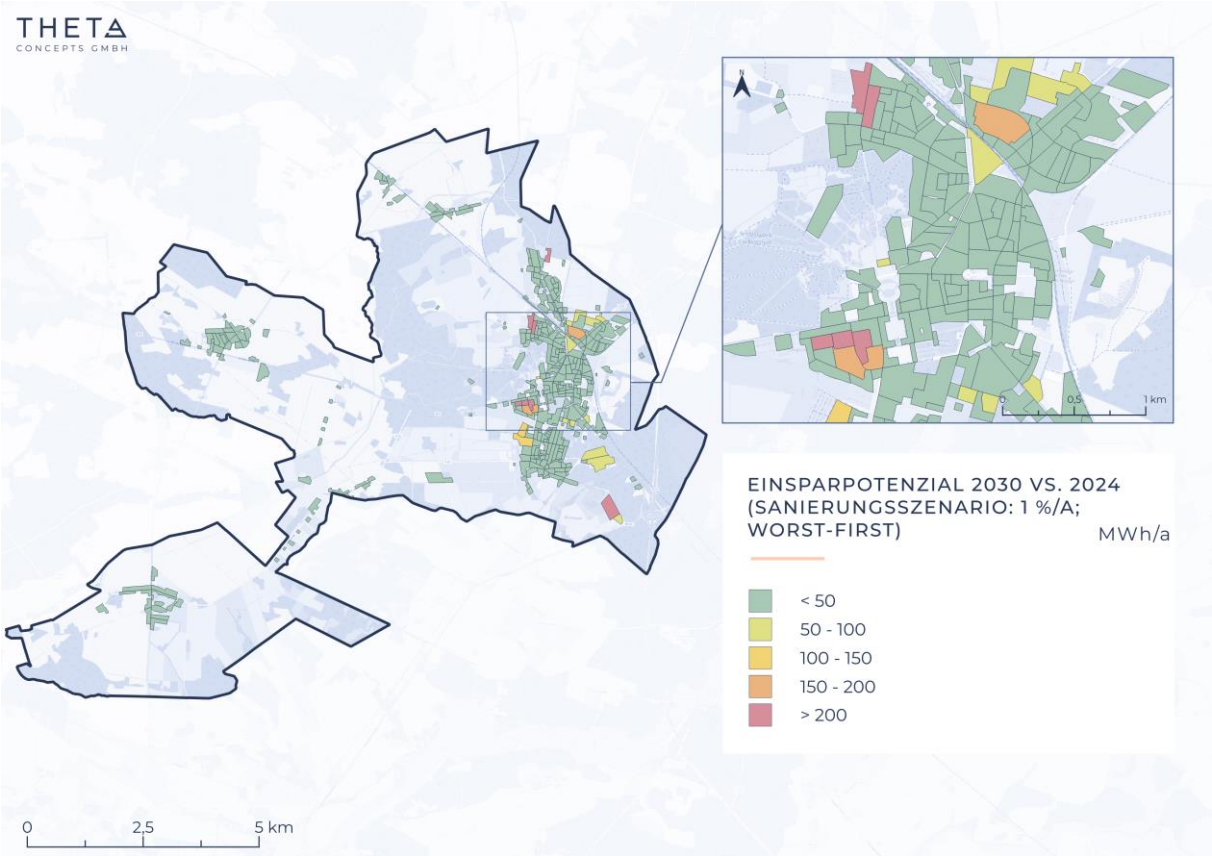 THETA
CONCEPTS GMBH
N
0 0,5 1 km
EINSPARPOTENZIAL 2030 VS. 2024
(SANIERUNGSSZENARIO: 1 %/A;
WORST-FIRST)
MWh/a
< 50
50 - 100
100 - 150
150 - 200
> 200
0 2,5 5 km